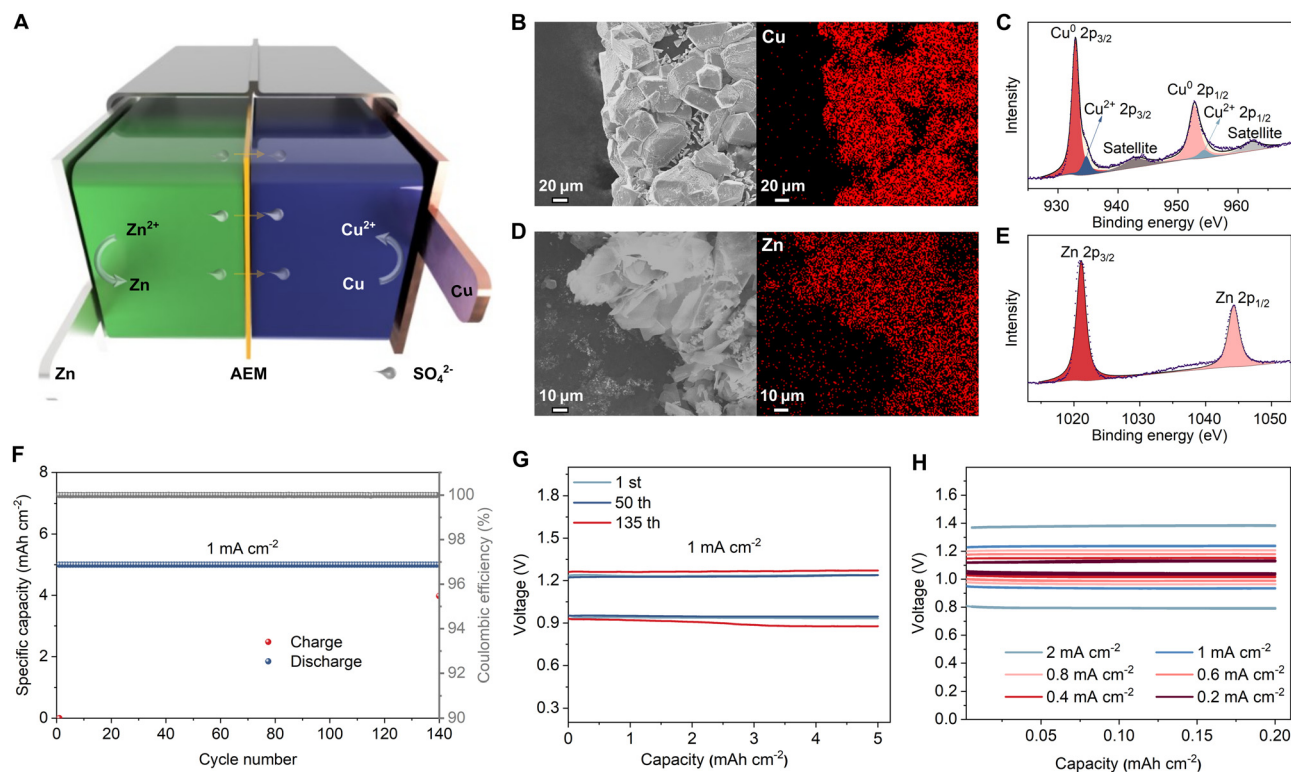 A
Zn²⁺
Zn
Cu²⁺
Cu
Cu
Zn
AEM
SO₄²⁻
B
20 µm
Cu
20 µm
C
Cu⁰ 2p₃/₂
Cu²⁺ 2p₃/₂
Satellite
Cu⁰ 2p₁/₂
Cu²⁺ 2p₁/₂
Satellite
Intensity
930 940 950 960
Binding energy (eV)
D
10 µm
Zn
10 µm
E
Zn 2p₃/₂
Zn 2p₁/₂
Intensity
1020 1030 1040 1050
Binding energy (eV)
F
Specific capacity (mAh cm⁻²)
8
6
4
2
0
1 mA cm⁻²
Charge
Discharge
0 20 40 60 80 100 120 140
Cycle number
100
98
96
94
92
90
Coulombic efficiency (%)
G
Voltage (V)
1.8
1.5
1.2
0.9
0.6
0.3
1 st
50 th
135 th
1 mA cm⁻²
0 1 2 3 4 5
Capacity (mAh cm⁻²)
H
Voltage (V)
1.6
1.4
1.2
1.0
0.8
0.6
0.4
0.2
0.0
2 mA cm⁻² 1 mA cm⁻²
0.8 mA cm⁻² 0.6 mA cm⁻²
0.4 mA cm⁻² 0.2 mA cm⁻²
0.05 0.10 0.15 0.20
Capacity (mAh cm⁻²)